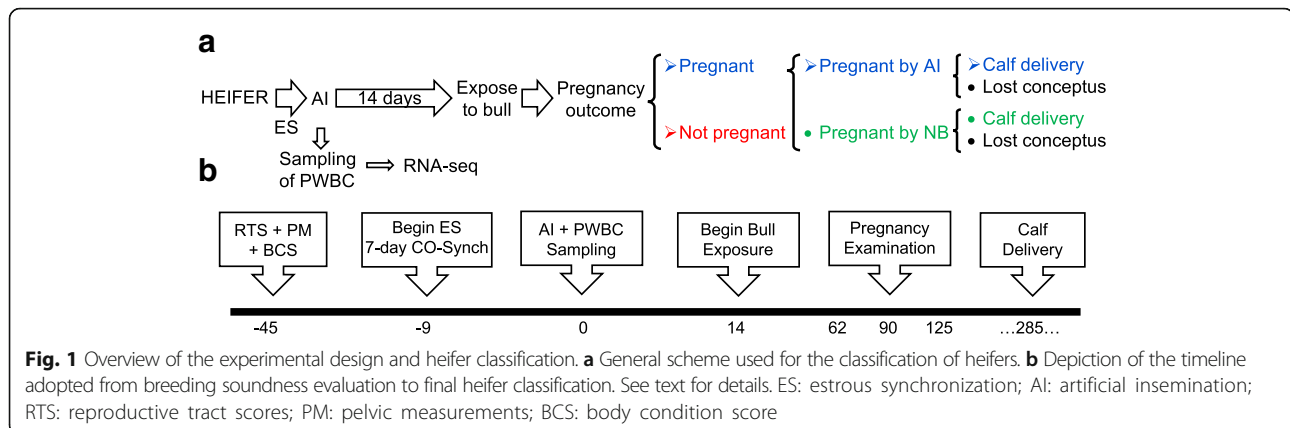 a
HEIFER
ES
AI
14 days
Expose
to bull
Pregnancy
outcome
➢Pregnant
➢Not pregnant
➢Pregnant by AI
• Pregnant by NB
➢Calf delivery
• Lost conceptus
• Calf delivery
• Lost conceptus
Sampling
of PWBC
RNA-seq
b
RTS + PM
+ BCS
Begin ES
7-day CO-Synch
AI + PWBC
Sampling
Begin Bull
Exposure
Pregnancy
Examination
Calf
Delivery
-45
-9
0
14
62
90
125
...285...
Fig. 1 Overview of the experimental design and heifer classification. a General scheme used for the classification of heifers. b Depiction of the timeline
adopted from breeding soundness evaluation to final heifer classification. See text for details. ES: estrous synchronization; AI: artificial insemination;
RTS: reproductive tract scores; PM: pelvic measurements; BCS: body condition score